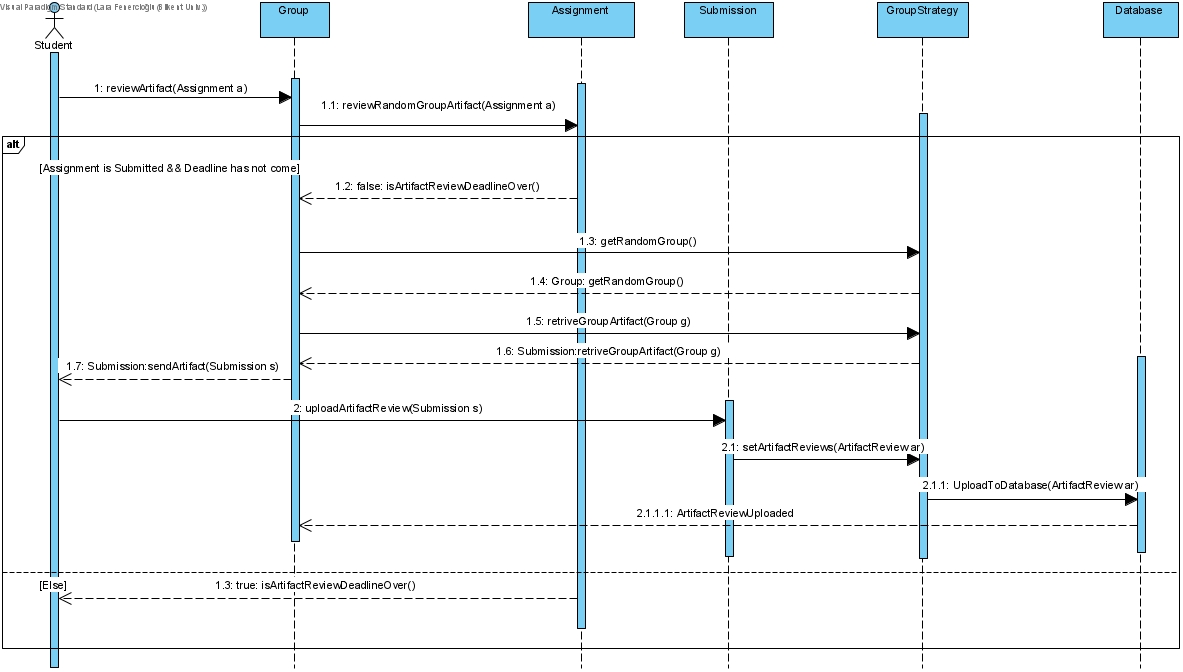 Visual Paradigm Standard (Lara Fenercioğlu (Bilkent Univ.))
Student
Group
Assignment
Submission
GroupStrategy
Database
1: reviewArtifact(Assignment a)
1.1: reviewRandomGroupArtifact(Assignment a)
alt
[Assignment is Submitted && Deadline has not come]
1.2: false: isArtifactReviewDeadlineOver()
1.3: getRandomGroup()
1.4: Group: getRandomGroup()
1.5: retriveGroupArtifact(Group g)
1.6: Submission:retriveGroupArtifact(Group g)
1.7: Submission:sendArtifact(Submission s)
2: uploadArtifactReview(Submission s)
2.1: setArtifactReviews(ArtifactReview ar)
2.1.1: UploadToDatabase(ArtifactReview ar)
2.1.1.1: ArtifactReviewUploaded
[Else]
1.3: true: isArtifactReviewDeadlineOver()